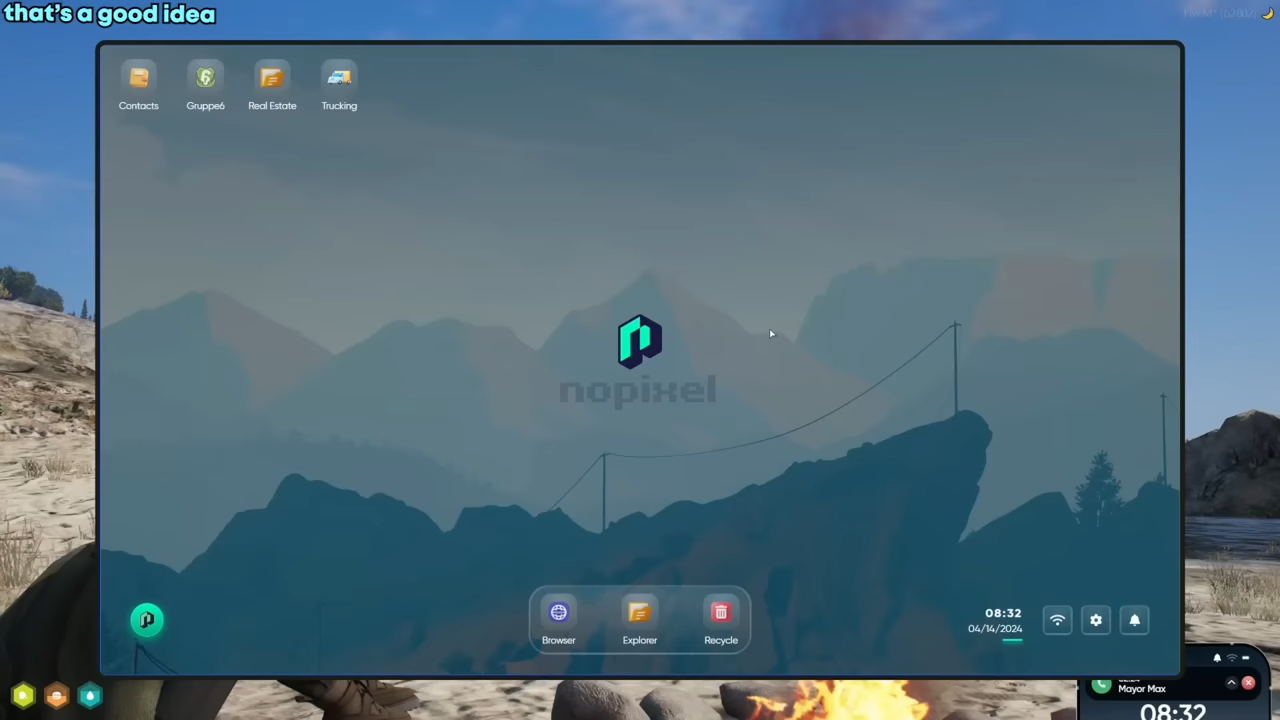 that's a good idea
Contacts
Gruppe6
Real Estate
Trucking
nopixel
Browser
Explorer
Recycle
08:32
04/14/2024
Mayor Max
08:32